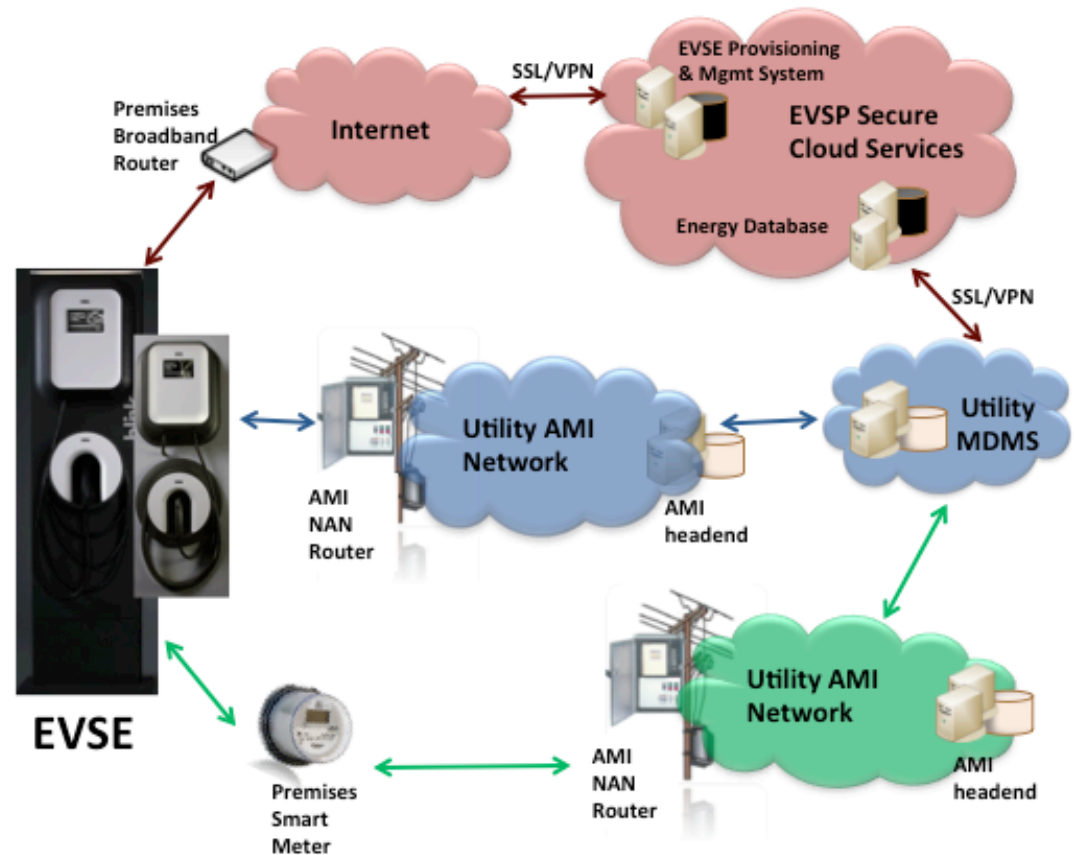 EVSE Provisioning
& Mgmt System
SSL/VPN
Premises
Broadband
Router
Internet
EVSP Secure
Cloud Services
Energy Database
SSL/VPN
blink
Utility AMI
Network
Utility
MDMS
AMI
NAN
Router
AMI
headend
EVSE
Utility AMI
Network
Premises
Smart
Meter
AMI
NAN
Router
AMI
headend